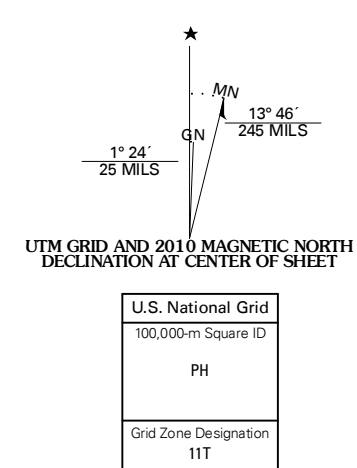 ★
MN
13° 46´
245 MILS
GN
1° 24´
25 MILS
UTM GRID AND 2010 MAGNETIC NORTH
DECLINATION AT CENTER OF SHEET
U.S. National Grid
100,000-m Square ID
PH
Grid Zone Designation
11T